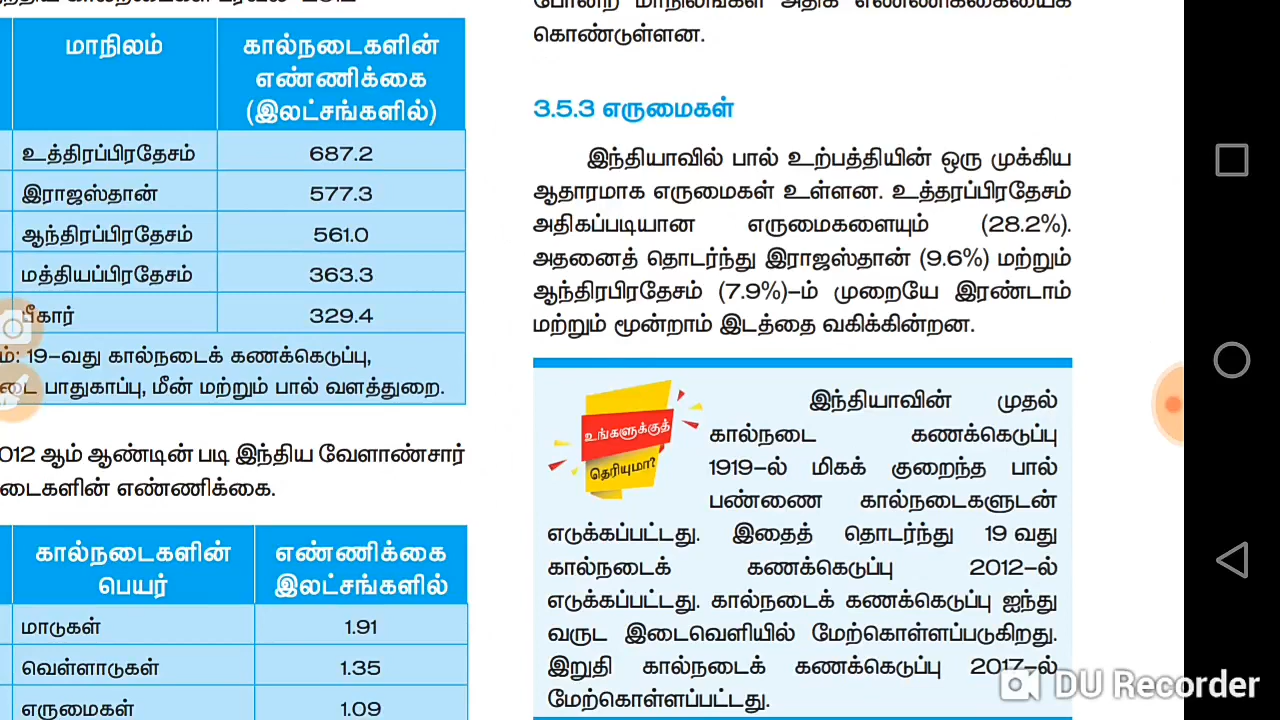 மாநிலம்
கால்நடைகளின்
எண்ணிக்கை
(இலட்சங்களில்)
உத்திரப்பிரதேசம் 687.2
இராஜஸ்தான் 577.3
ஆந்திரப்பிரதேசம் 561.0
மத்தியப்பிரதேசம் 363.3
பீகார் 329.4
19-வது கால்நடைக் கணக்கெடுப்பு,
பாதுகாப்பு, மீன் மற்றும் பால் வளத்துறை.
ஆம் ஆண்டின் படி இந்திய வேளாண்சார்
எண்ணிக்கை.
கால்நடைகளின்
பெயர்
எண்ணிக்கை
இலட்சங்களில்
மாடுகள் 1.91
வெள்ளாடுகள் 1.35
எருமைகள் 1.09
கொண்டுள்ளன.
3.5.3 எருமைகள்
இந்தியாவில் பால் உற்பத்தியின் ஒரு முக்கிய
ஆதாரமாக எருமைகள் உள்ளன. உத்தரப்பிரதேசம்
அதிகப்படியான எருமைகளையும் (28.2%).
அதனைத் தொடர்ந்து இராஜஸ்தான் (9.6%) மற்றும்
ஆந்திரபிரதேசம் (7.9%)-ம் முறையே இரண்டாம்
மற்றும் மூன்றாம் இடத்தை வகிக்கின்றன.
உங்களுக்குத்
தெரியுமா?
இந்தியாவின் முதல்
கால்நடை கணக்கெடுப்பு
1919-ல் மிகக் குறைந்த பால்
பண்ணை கால்நடைகளுடன்
எடுக்கப்பட்டது. இதைத் தொடர்ந்து 19 வது
கால்நடைக் கணக்கெடுப்பு 2012-ல்
எடுக்கப்பட்டது. கால்நடைக் கணக்கெடுப்பு ஐந்து
வருட இடைவெளியில் மேற்கொள்ளப்படுகிறது.
இறுதி கால்நடைக் கணக்கெடுப்பு 2017-ல்
மேற்கொள்ளப்பட்டது.
DU Recorder